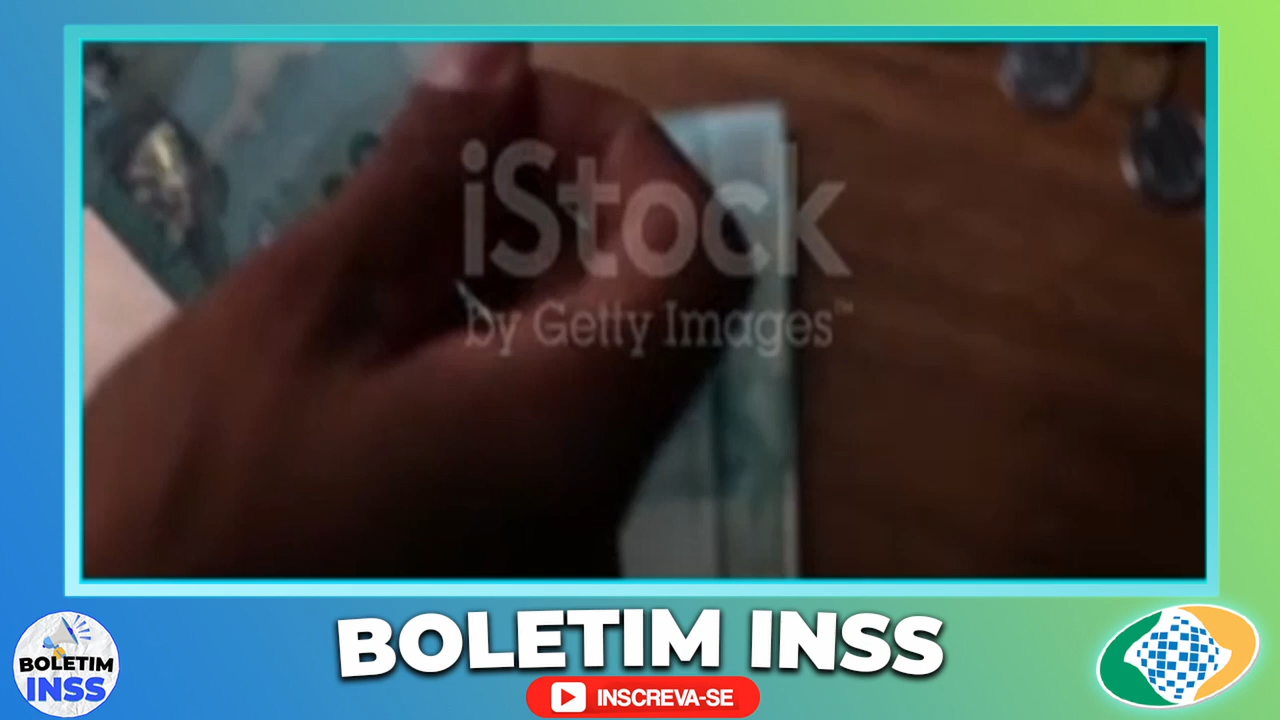 iStock
by Getty Images™
BOLETIM INSS
BOLETIM
INSS
INSCREVA-SE